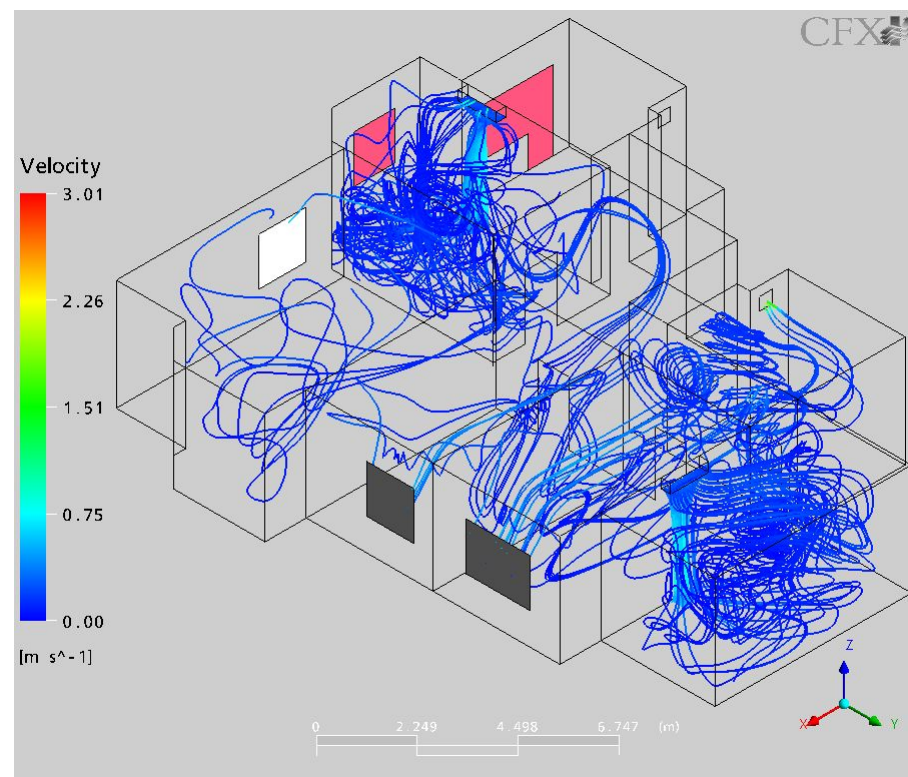 CFX
Velocity
3.01
2.26
1.51
0.75
0.00
[m s^-1]
Z
X
Y
0 2.249 4.498 6.747 (m)